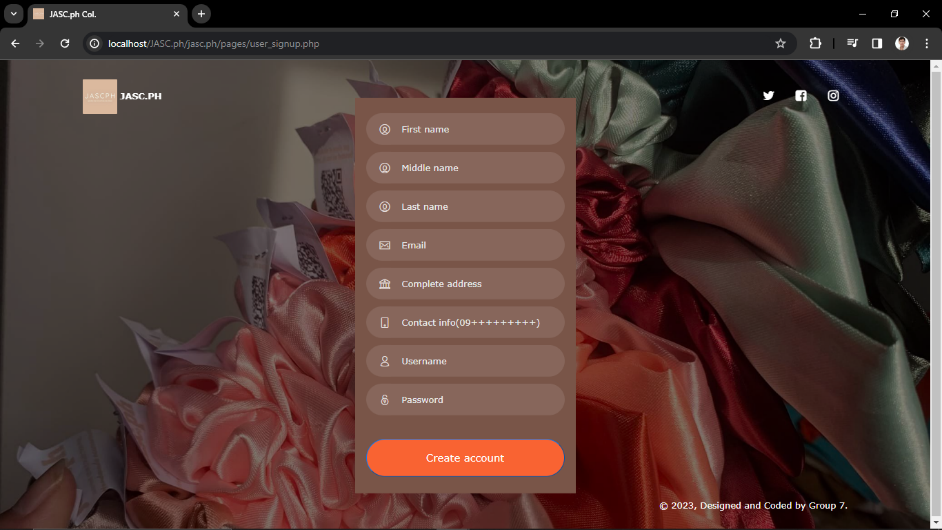 JASC.ph Col.
localhost/JASC.ph/jasc.ph/pages/user_signup.php
JASCPH
JASC.PH
First name
Middle name
Last name
Email
Complete address
Contact info(09+++++++++)
Username
Password
Create account
© 2023, Designed and Coded by Group 7.